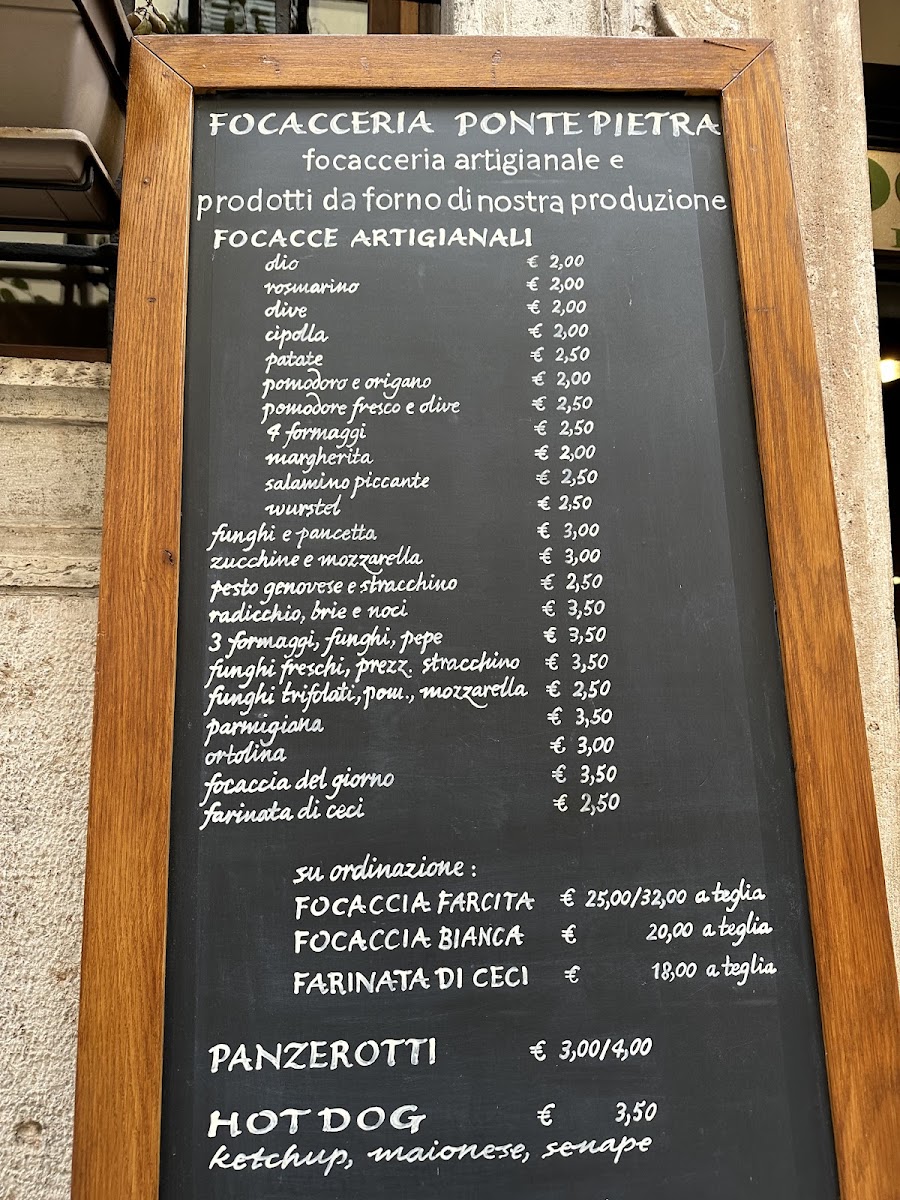 FOCACCERIA PONTE PIETRA
focacceria artigianale e
prodotti da forno di nostra produzione
FOCACCE ARTIGIANALI
olio € 2,00
rosmarino € 2,00
olive € 2,00
cipolla € 2,00
patate € 2,50
pomodoro e origano € 2,00
pomodore fresco e olive € 2,50
4 formaggi € 2,50
margherita € 2,00
salamino piccante € 2,50
wurstel € 2,50
funghi e pancetta € 3,00
zucchine e mozzarella € 3,00
pesto genovese e stracchino € 2,50
radicchio, brie e noci € 3,50
3 formaggi, funghi, pepe € 3,50
funghi freschi, prezz. stracchino € 3,50
funghi trifolati, pom., mozzarella € 2,50
parmigiana € 3,50
ortolina € 3,00
focaccia del giorno € 3,50
farinata di ceci € 2,50
su ordinazione :
FOCACCIA FARCITA € 25,00/32,00 a teglia
FOCACCIA BIANCA € 20,00 a teglia
FARINATA DI CECI € 18,00 a teglia
PANZEROTTI € 3,00/4,00
HOT DOG € 3,50
ketchup, maionese, senape